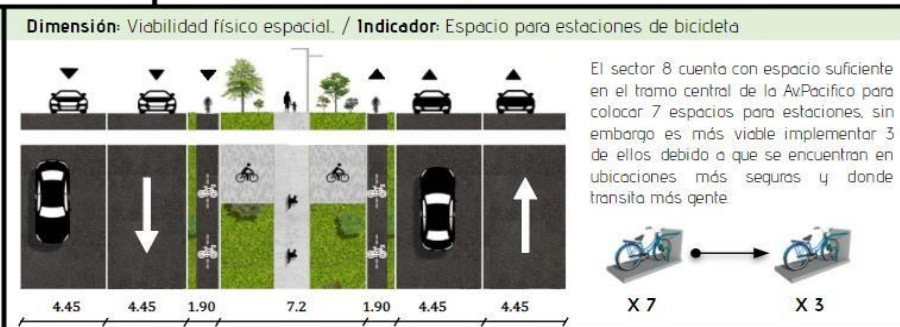 Dimensión: Viabilidad físico espacial. / Indicador: Espacio para estaciones de bicicleta
El sector 8 cuenta con espacio suficiente
en el tramo central de la Av.Pacifico para
colocar 7 espacios para estaciones, sin
embargo es más viable implementar 3
de ellos debido a que se encuentran en
ubicaciones más seguras y donde
transita más gente
4.45 4.45 1.90 7.2 1.90 4.45 4.45
X 7 X 3